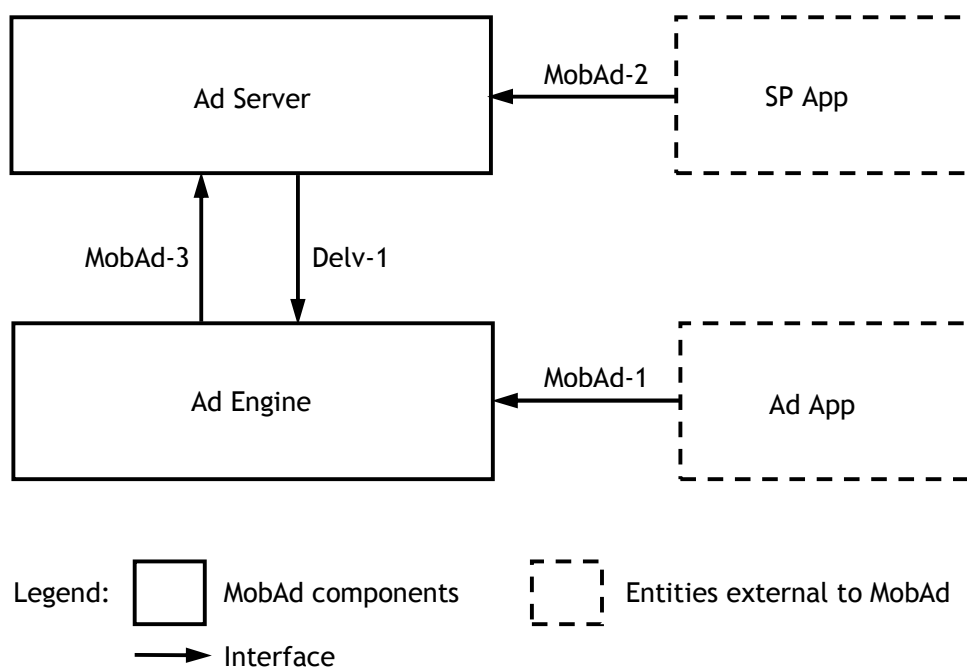 Ad Server
MobAd-2
SP App
MobAd-3
Delv-1
Ad Engine
MobAd-1
Ad App
Legend:
MobAd components
Entities external to MobAd
Interface